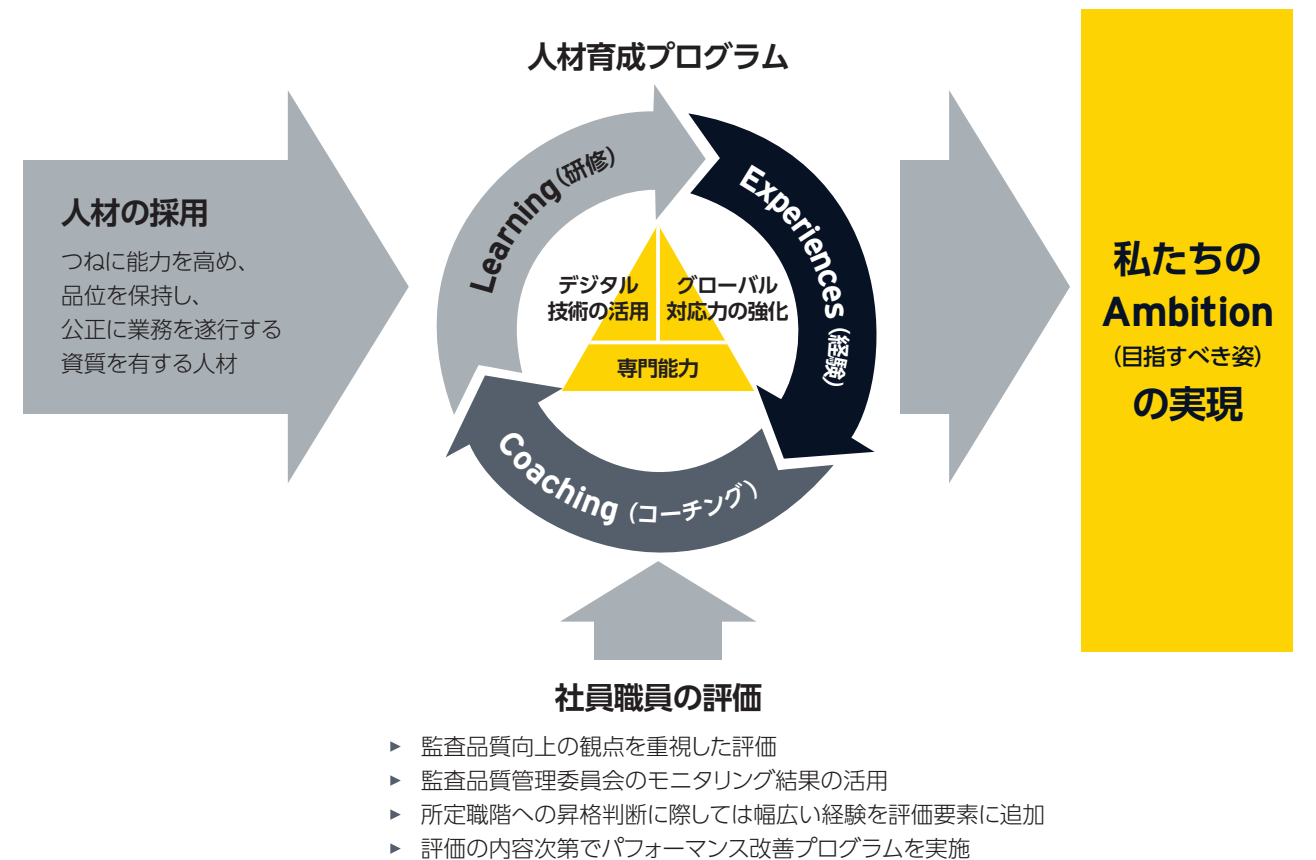 人材育成プログラム
人材の採用
つねに能力を高め、
品位を保持し、
公正に業務を遂行する
資質を有する人材
Learning（研修）
Experiences（経験）
Coaching（コーチング）
デジタル
技術の活用
グローバル
対応力の強化
専門能力
私たちの
Ambition
（目指すべき姿）
の実現
社員職員の評価
▶ 監査品質向上の観点を重視した評価
▶ 監査品質管理委員会のモニタリング結果の活用
▶ 所定職階への昇格判断に際しては幅広い経験を評価要素に追加
▶ 評価の内容次第でパフォーマンス改善プログラムを実施